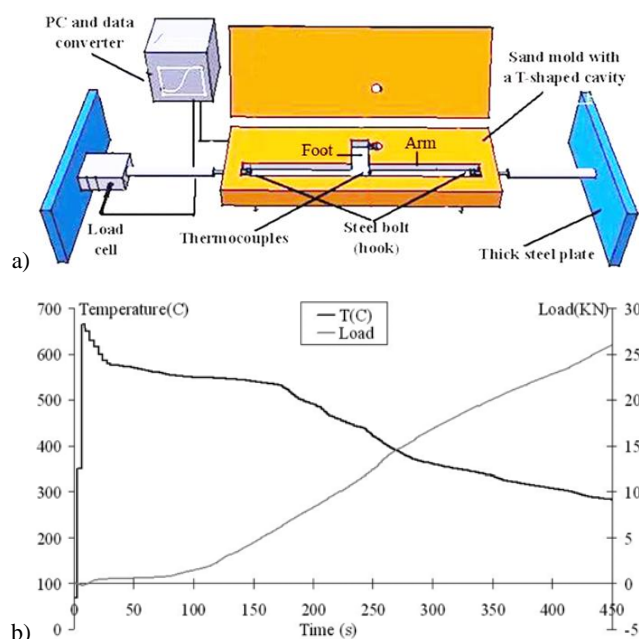 PC and data
converter
Sand mold with
a T-shaped cavity
Foot
Arm
Load
cell
Thermocouples
Steel bolt
(hook)
Thick steel plate
a)
Temperature(C)
Load(KN)
T(C)
Load
700
600
500
400
300
200
100
0
30
25
20
15
10
5
0
-5
0 50 100 150 200 250 300 350 400 450
Time (s)
b)